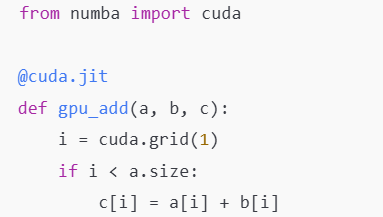 from numba import cuda

@cuda.jit
def gpu_add(a, b, c):
    i = cuda.grid(1)
    if i < a.size:
        c[i] = a[i] + b[i]